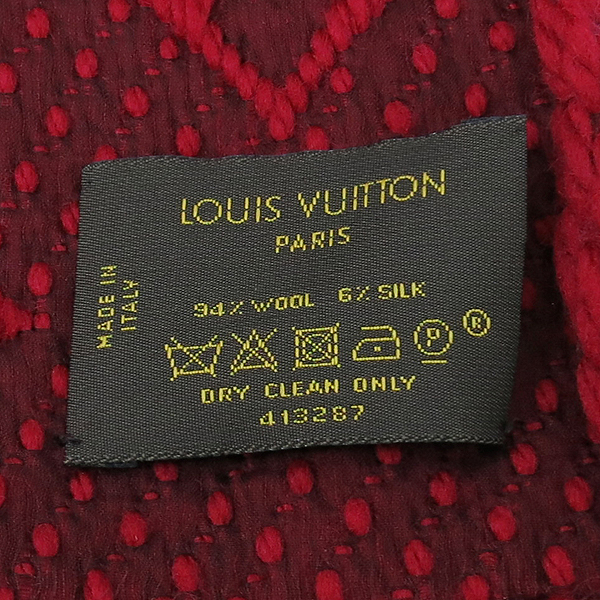 LOUIS VUITTON
PARIS
MADE IN
ITALY
94% WOOL 6% SILK
P ®
DRY CLEAN ONLY
413287